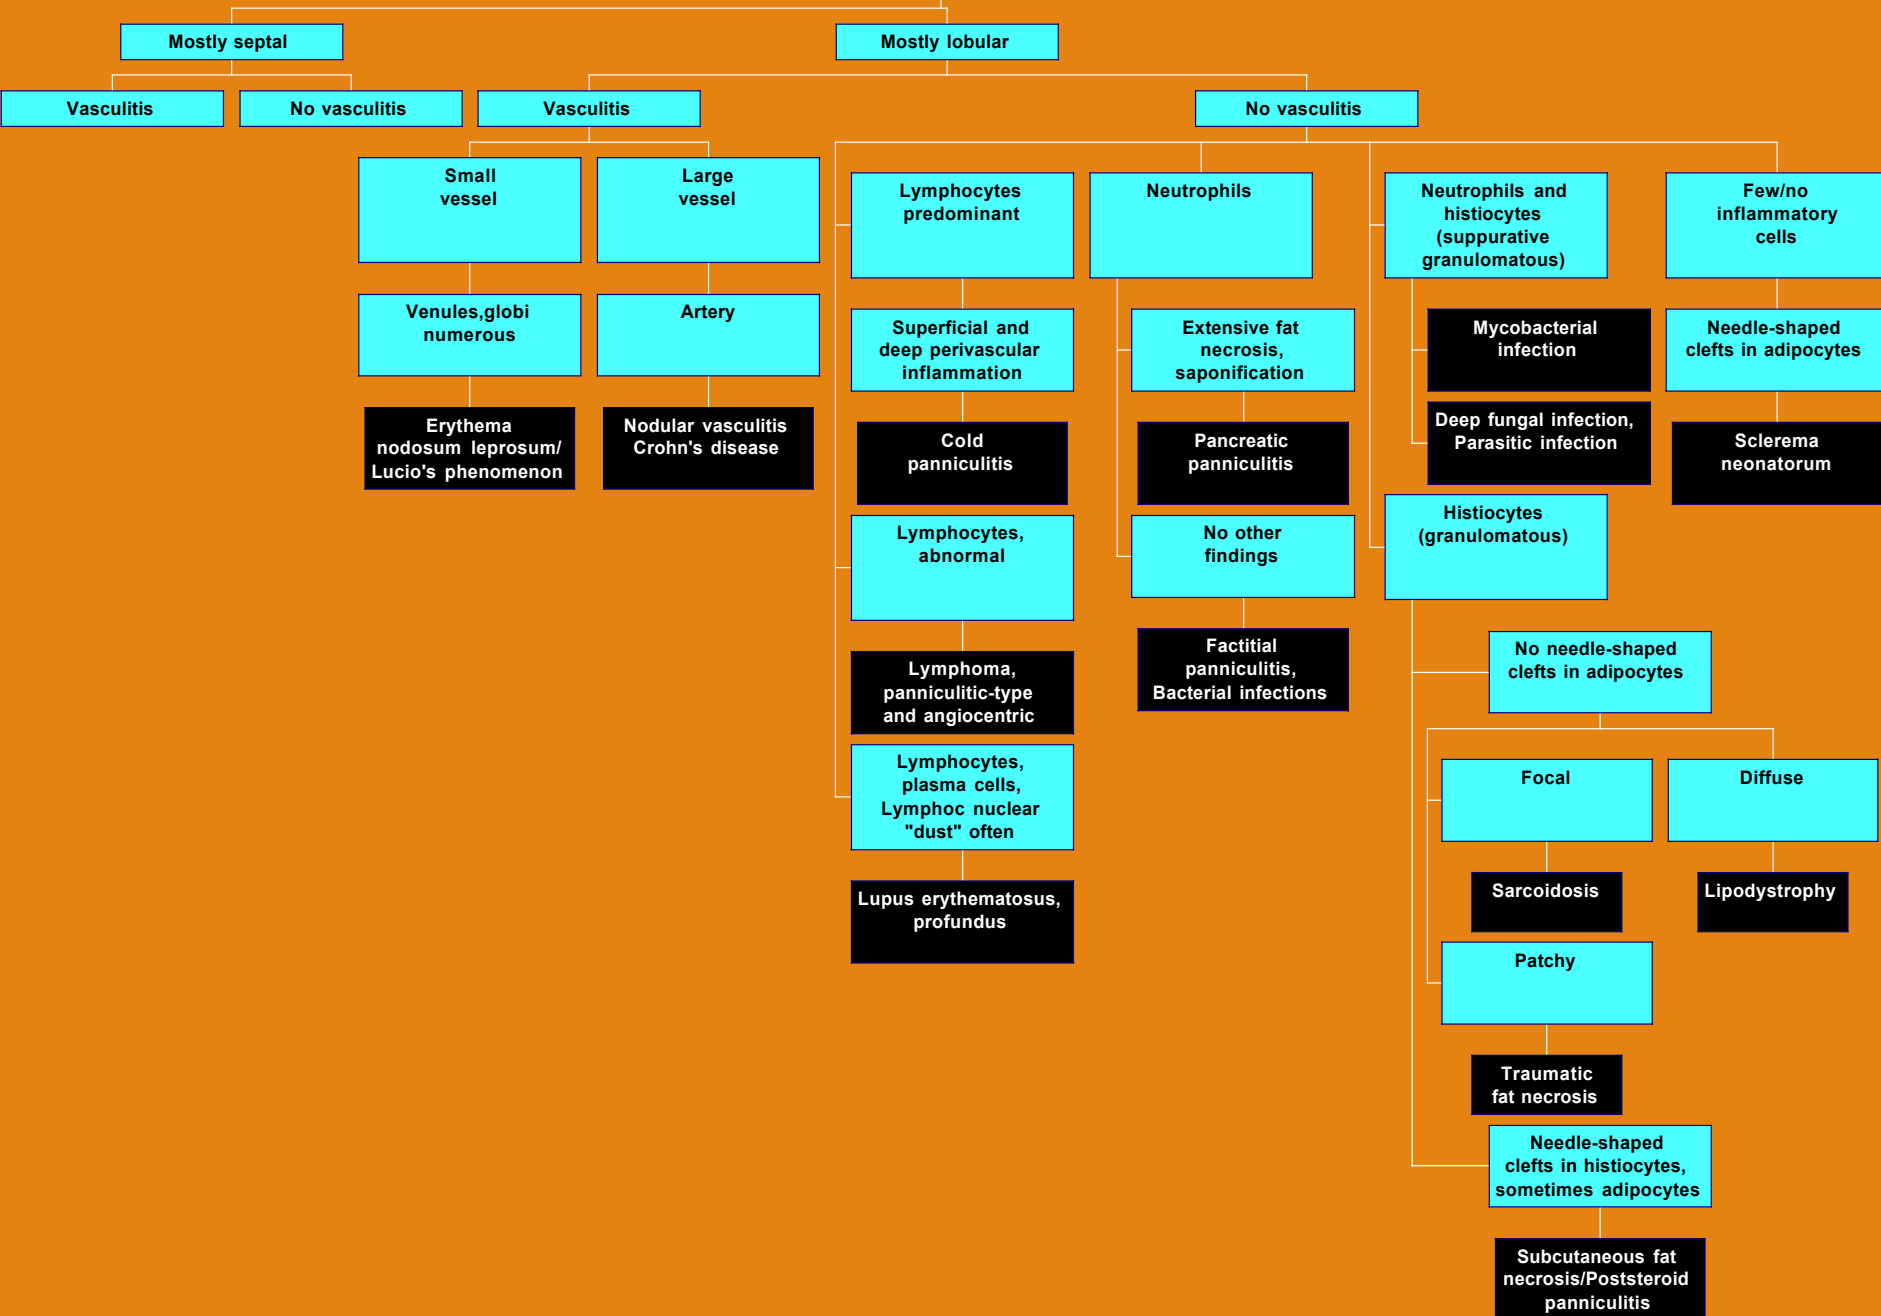 Mostly septal
Mostly lobular
Vasculitis
No vasculitis
Vasculitis
No vasculitis
Small
vessel
Large
vessel
Venules,globi
numerous
Artery
Erythema
nodosum leprosum/
Lucio's phenomenon
Nodular vasculitis
Crohn's disease
Lymphocytes
predominant
Superficial and
deep perivascular
inflammation
Cold
panniculitis
Lymphocytes,
abnormal
Lymphoma,
panniculitic-type
and angiocentric
Lymphocytes,
plasma cells,
Lymphoc nuclear
"dust" often
Lupus erythematosus,
profundus
Neutrophils
Extensive fat
necrosis,
saponification
Pancreatic
panniculitis
No other
findings
Factitial
panniculitis,
Bacterial infections
Neutrophils and
histiocytes
(suppurative
granulomatous)
Mycobacterial
infection
Deep fungal infection,
Parasitic infection
Histiocytes
(granulomatous)
No needle-shaped
clefts in adipocytes
Focal
Sarcoidosis
Diffuse
Lipodystrophy
Patchy
Traumatic
fat necrosis
Needle-shaped
clefts in histiocytes,
sometimes adipocytes
Subcutaneous fat
necrosis/Poststeroid
panniculitis
Few/no
inflammatory
cells
Needle-shaped
clefts in adipocytes
Sclerema
neonatorum